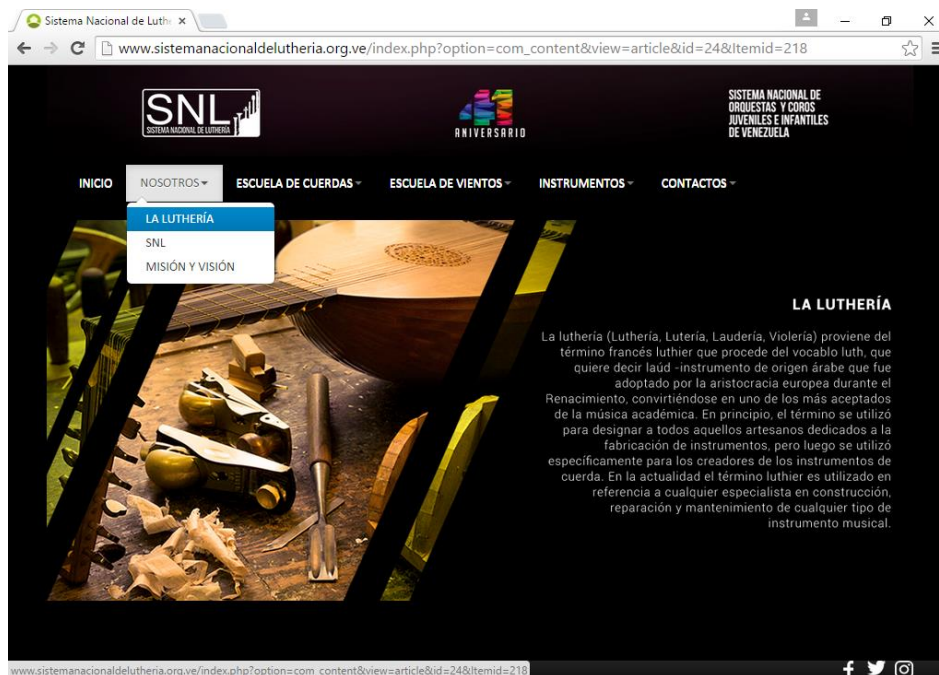 Sistema Nacional de Luthe
www.sistemanacionaldelutheria.org.ve/index.php?option=com_content&view=article&id=24&Itemid=218
SNL
SISTEMA NACIONAL DE LUTHERÍA
41
ANIVERSARIO
SISTEMA NACIONAL DE
ORQUESTAS Y COROS
JUVENILES E INFANTILES
DE VENEZUELA
INICIO NOSOTROS ESCUELA DE CUERDAS ESCUELA DE VIENTOS INSTRUMENTOS CONTACTOS
LA LUTHERÍA
SNL
MISIÓN Y VISIÓN
LA LUTHERÍA
La luthería (Luthería, Lutería, Laudería, Violería) proviene del
término francés luthier que procede del vocablo luth, que
quiere decir laúd -instrumento de origen árabe que fue
adoptado por la aristocracia europea durante el
Renacimiento, convirtiéndose en uno de los más aceptados
de la música académica. En principio, el término se utilizó
para designar a todos aquellos artesanos dedicados a la
fabricación de instrumentos, pero luego se utilizó
específicamente para los creadores de los instrumentos de
cuerda. En la actualidad el término luthier es utilizado en
referencia a cualquier especialista en construcción,
reparación y mantenimiento de cualquier tipo de
instrumento musical.
www.sistemanacionaldelutheria.org.ve/index.php?option=com_content&view=article&id=24&Itemid=218